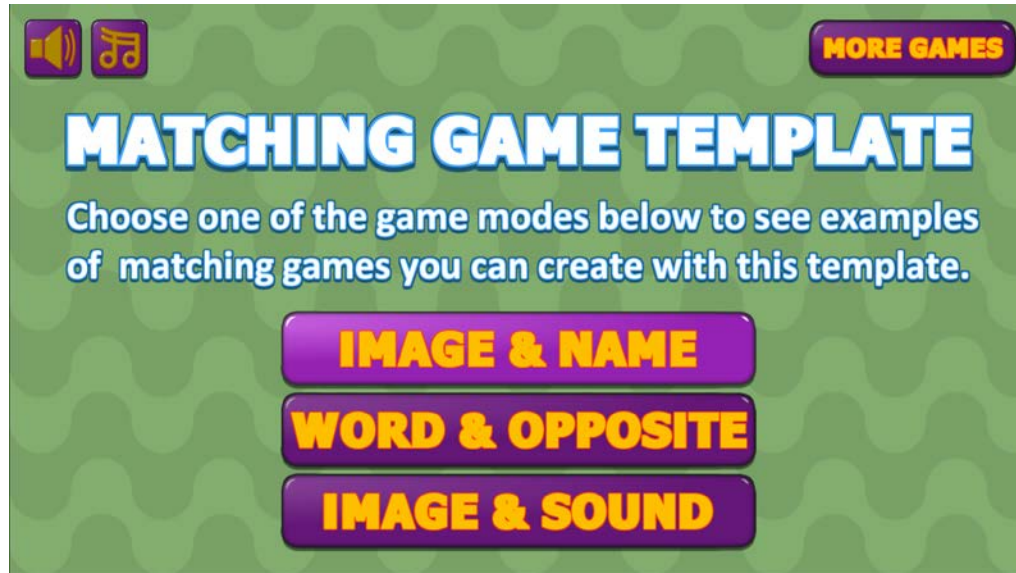 MORE GAMES
MATCHING GAME TEMPLATE
Choose one of the game modes below to see examples
of matching games you can create with this template.
IMAGE & NAME
WORD & OPPOSITE
IMAGE & SOUND